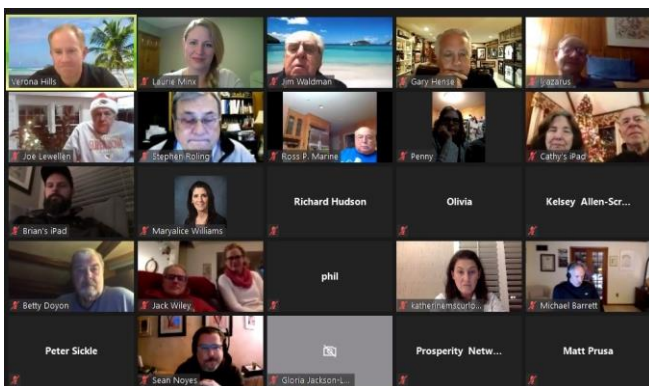 Verona Hills
Laurie Minx
Jim Waldman
Gary Hense
yazarus
Joe Lewellen
Stephen Roling
Ross P. Marine
Penny
Cathy's iPad
Brian's iPad
Maryalice Williams
Richard Hudson
Olivia
Kelsey Allen-Scr...
Betty Doyon
Jack Wiley
phil
katherinemscurlo...
Michael Barrett
Peter Sickle
Sean Noyes
Gloria Jackson-L...
Prosperity Netw...
Matt Prusa